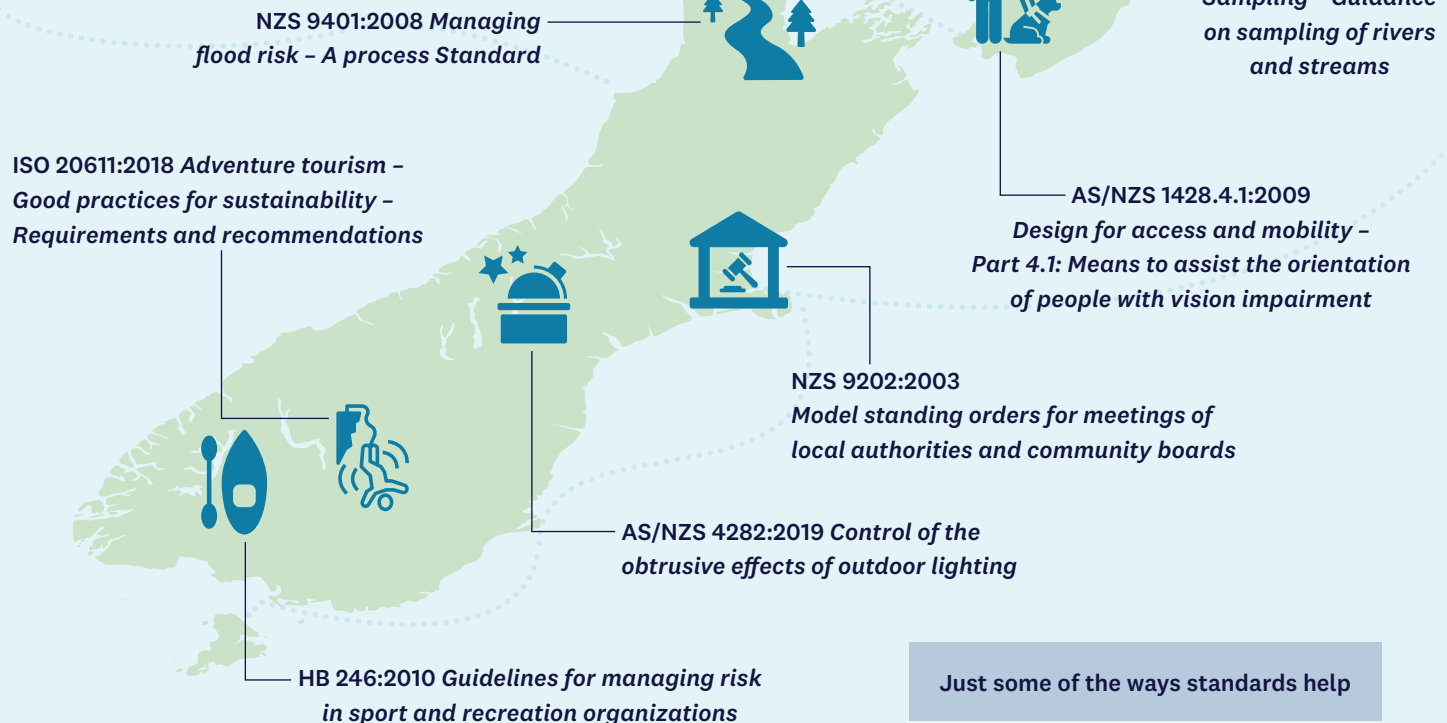 NZS 9401:2008 Managing
flood risk – A process Standard
Sampling – Guidance
on sampling of rivers
and streams
ISO 20611:2018 Adventure tourism –
Good practices for sustainability –
Requirements and recommendations
AS/NZS 1428.4.1:2009
Design for access and mobility –
Part 4.1: Means to assist the orientation
of people with vision impairment
NZS 9202:2003
Model standing orders for meetings of
local authorities and community boards
AS/NZS 4282:2019 Control of the
obtrusive effects of outdoor lighting
HB 246:2010 Guidelines for managing risk
in sport and recreation organizations
Just some of the ways standards help